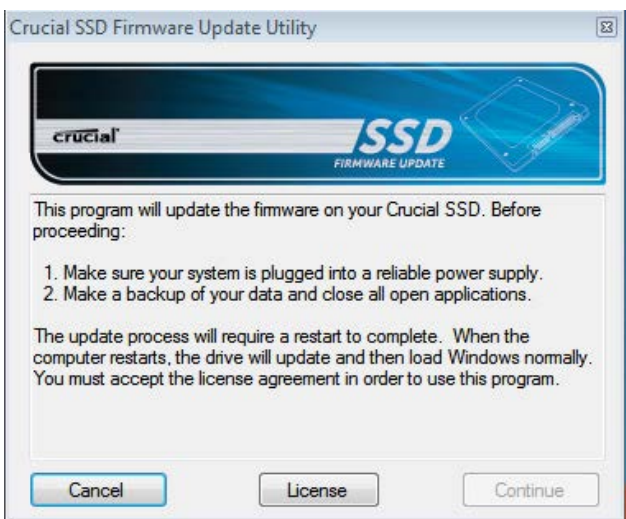 Crucial SSD Firmware Update Utility
crucial
SSD
FIRMWARE UPDATE
This program will update the firmware on your Crucial SSD. Before
proceeding:
1. Make sure your system is plugged into a reliable power supply.
2. Make a backup of your data and close all open applications.
The update process will require a restart to complete. When the
computer restarts, the drive will update and then load Windows normally.
You must accept the license agreement in order to use this program.
Cancel License Continue